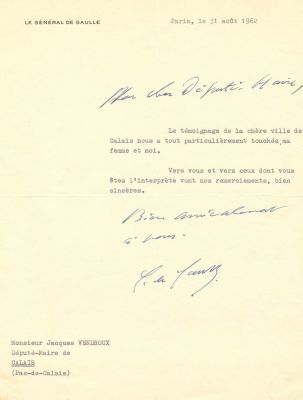 LE GÉNÉRAL DE GAULLE
Paris, le 31 août 1962
Mon cher Député-Maire,
Le témoignage de la chère ville de
Calais nous a tout particulièrement touchés, ma
femme et moi.
Vers vous et vers ceux dont vous
êtes l'interprète vont nos remerciements, bien
sincères.
Bien amicalement
à vous.
C. de Gaulle
Monsieur Jacques VENDROUX
Député-Maire de
CALAIS
(Pas-de-Calais)